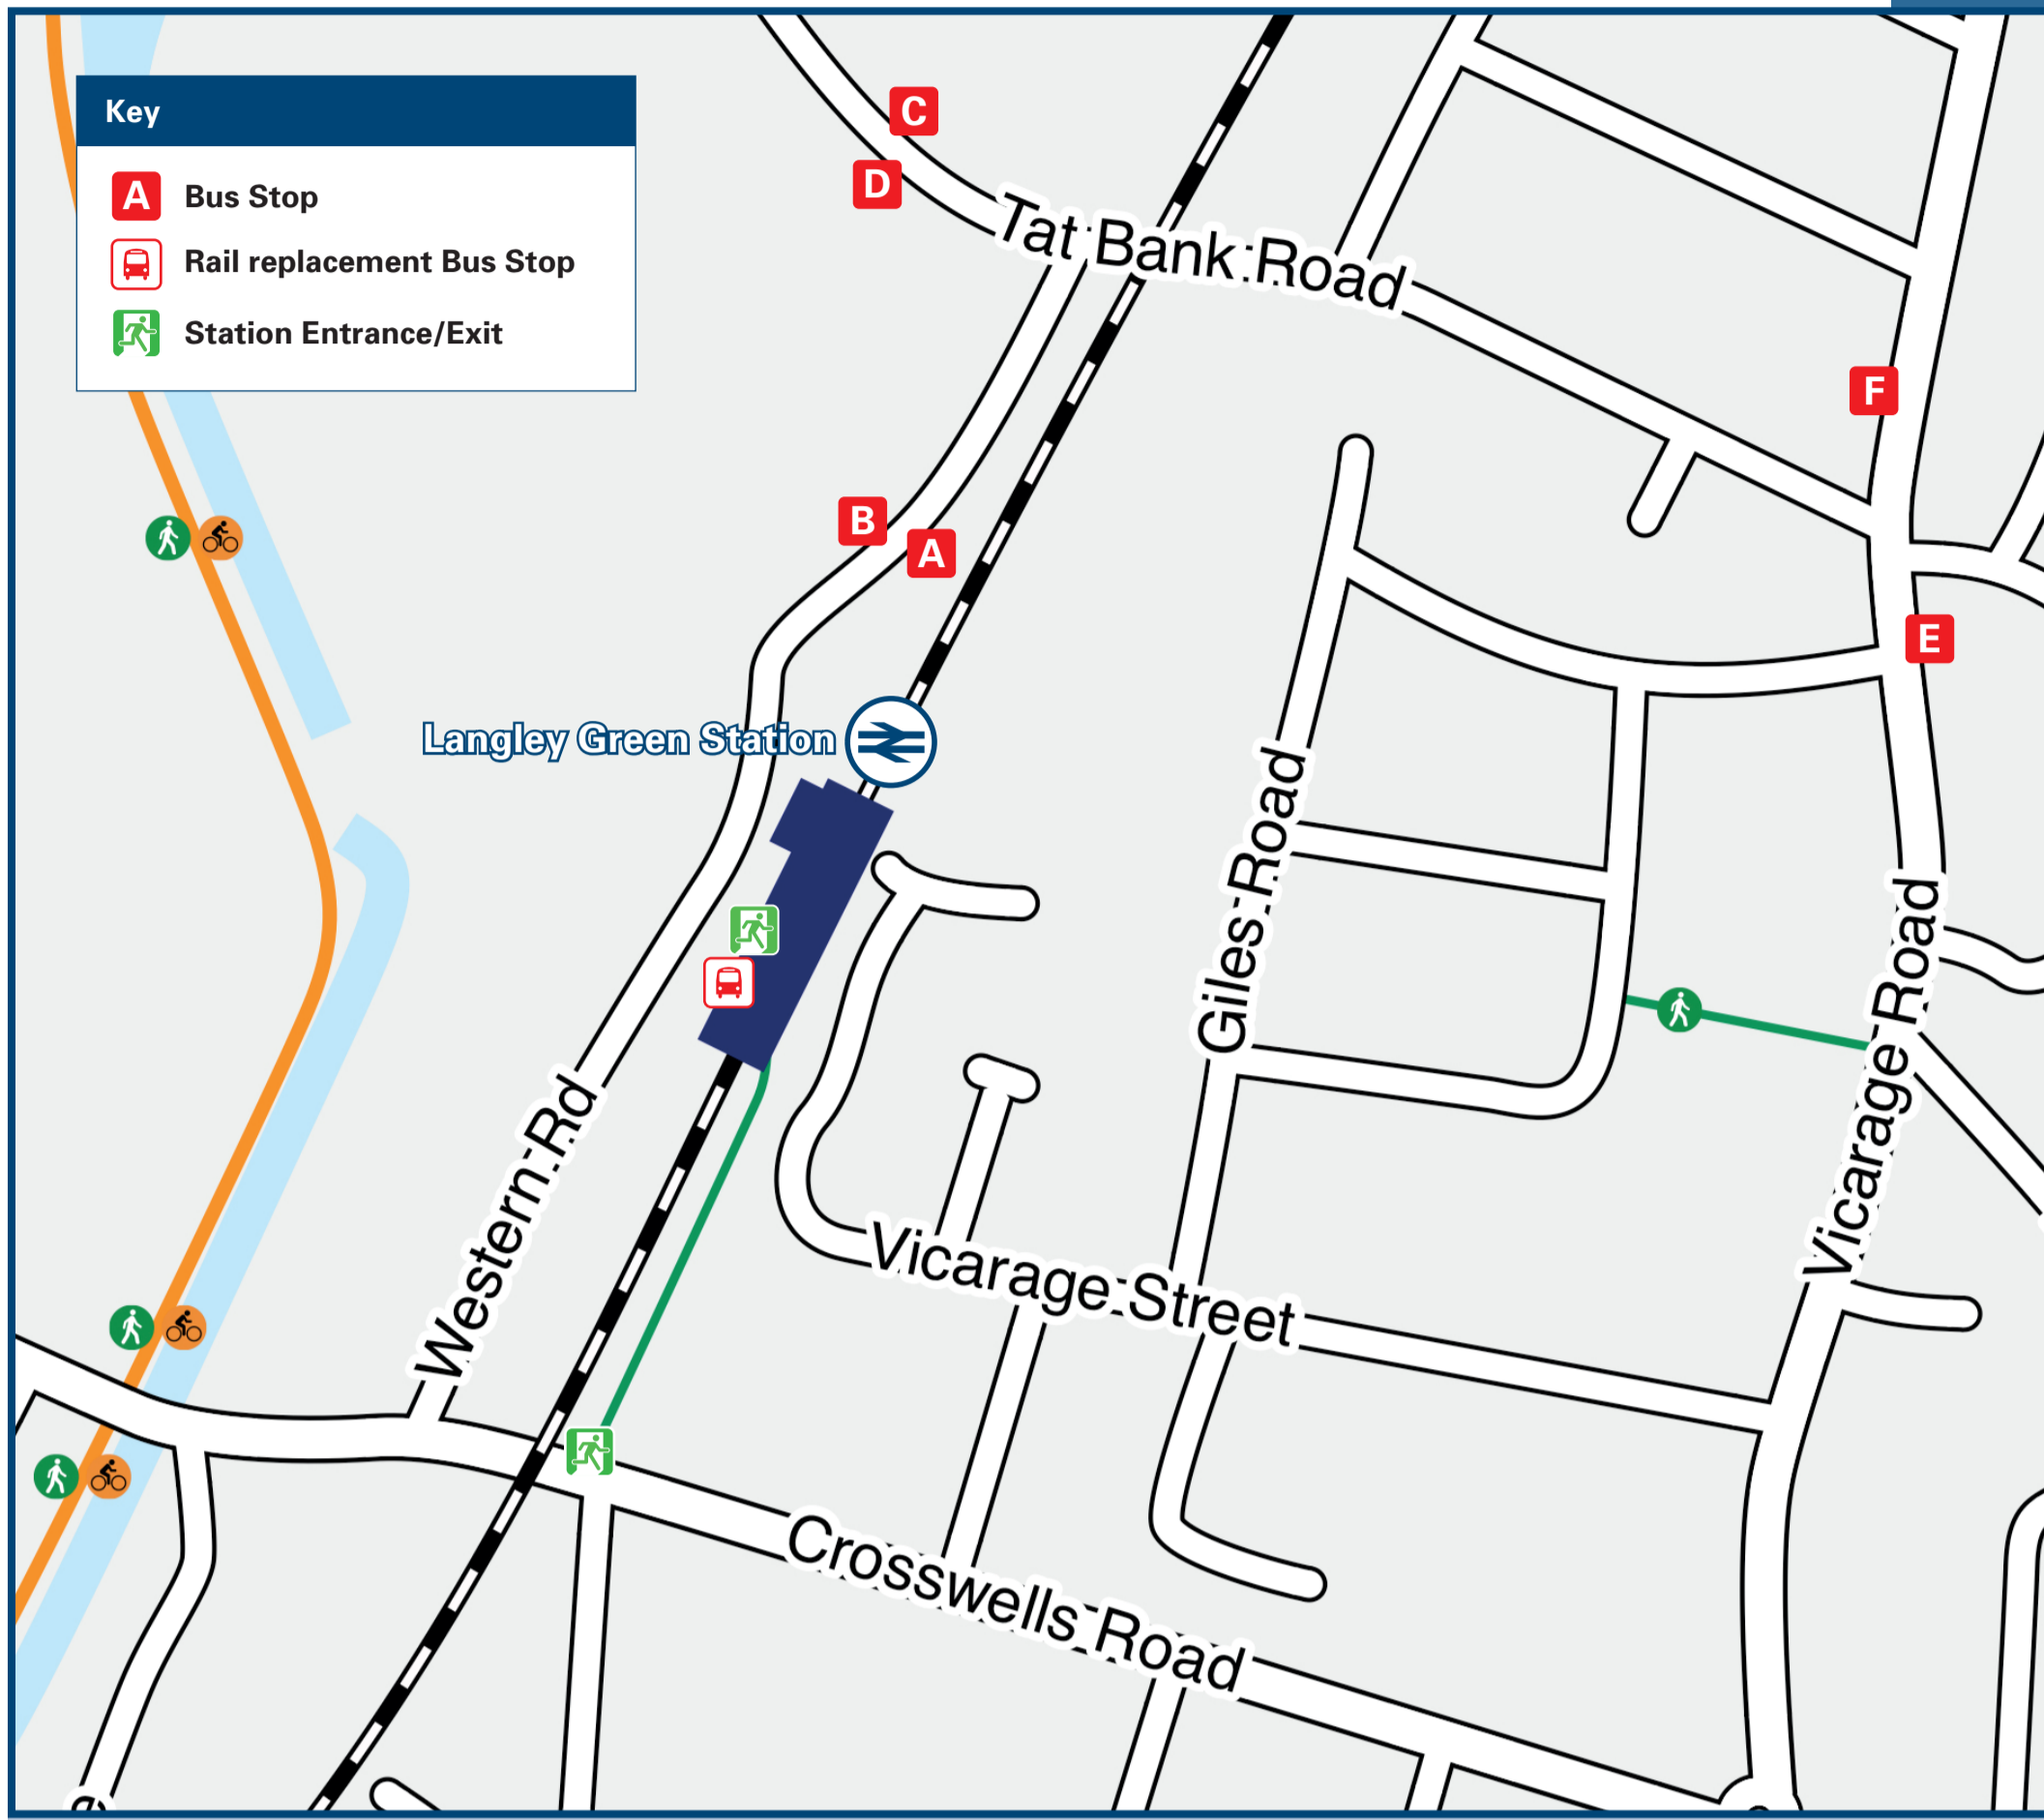 Key
A Bus Stop
Rail replacement Bus Stop
Station Entrance/Exit
C
D
Tat Bank Road
F
B
A
E
Langley Green Station
Giles Road
Vicarage Road
Western Rd
Vicarage Street
Crosswells Road
e